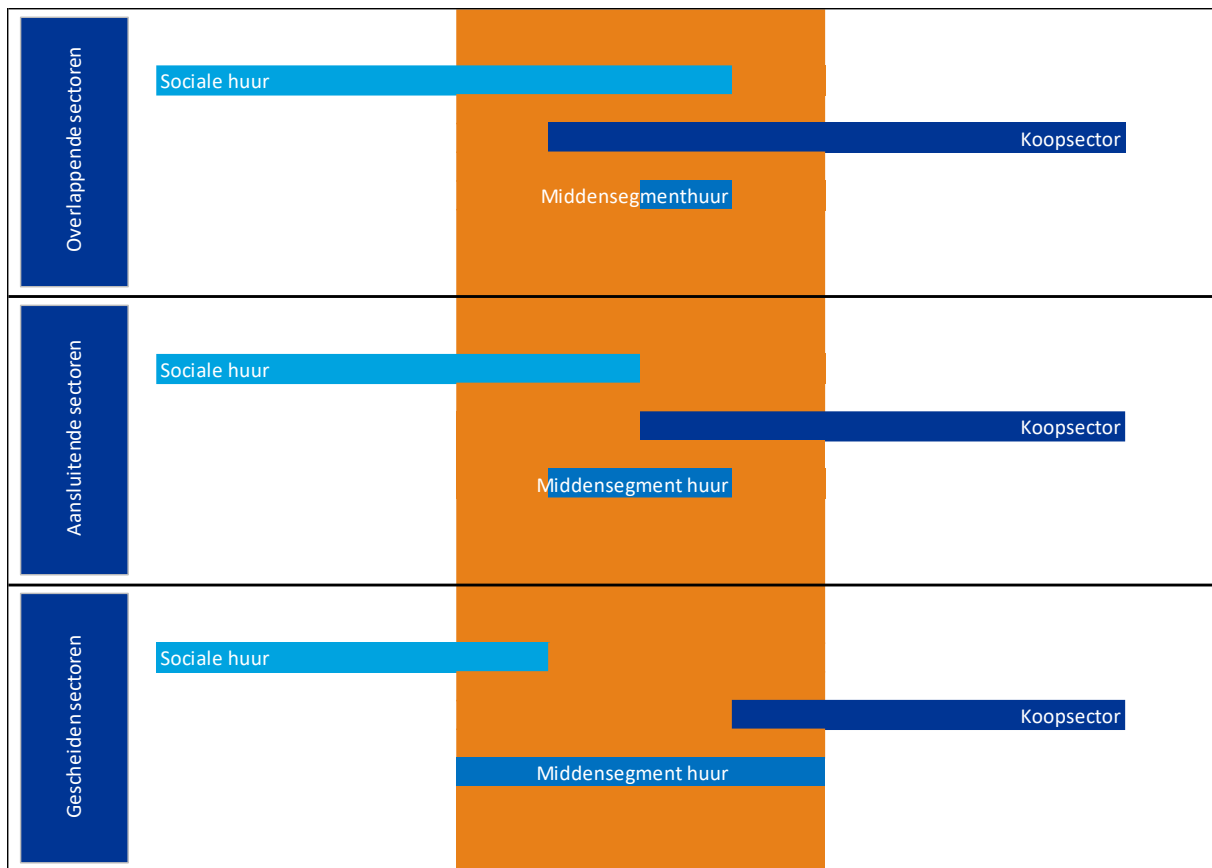 Overlappende sectoren
Sociale huur
Koopsector
Middensegmenthuur
Aansluitende sectoren
Sociale huur
Koopsector
Middensegment huur
Gescheiden sectoren
Sociale huur
Koopsector
Middensegment huur